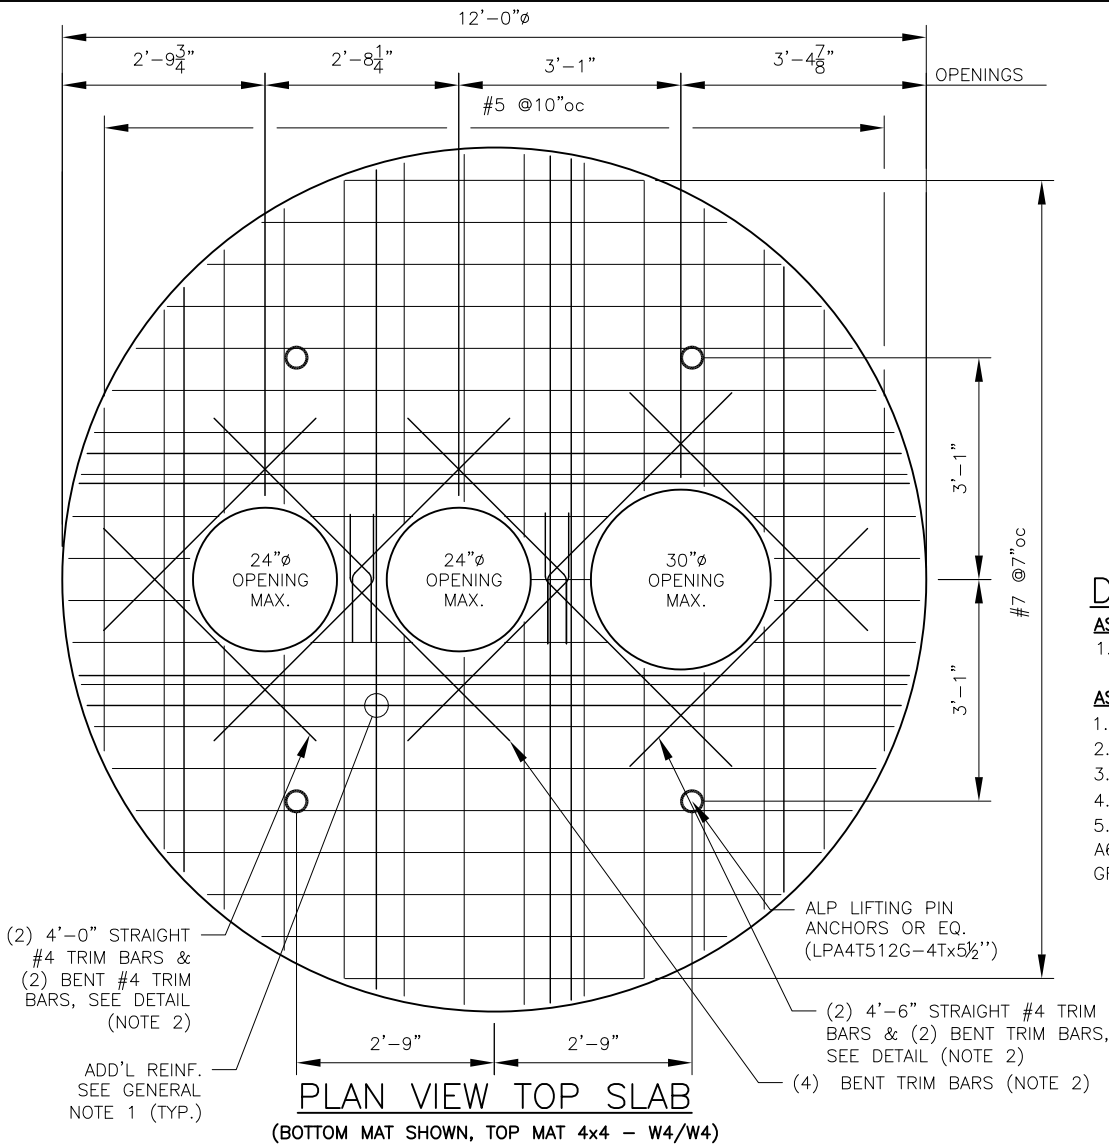 12'-0"ø
2'-9¾"
2'-8¼"
3'-1"
3'-4⅞"
OPENINGS
#5 @10"oc
3'-1"
#7 @7"oc
24"ø
OPENING
MAX.
24"ø
OPENING
MAX.
30"ø
OPENING
MAX.
3'-1"
D
AS
1.
AS
1.
2.
3.
4.
5.
A6
GR
ALP LIFTING PIN
ANCHORS OR EQ.
(LPA4T512G-4Tx5½'')
(2) 4'-0" STRAIGHT
#4 TRIM BARS &
(2) BENT #4 TRIM
BARS, SEE DETAIL
(NOTE 2)
(2) 4'-6" STRAIGHT #4 TRIM
BARS & (2) BENT TRIM BARS,
SEE DETAIL (NOTE 2)
2'-9"
2'-9"
ADD'L REINF.
SEE GENERAL
NOTE 1 (TYP.)
(4) BENT TRIM BARS (NOTE 2)
PLAN VIEW TOP SLAB
(BOTTOM MAT SHOWN, TOP MAT 4x4 - W4/W4)